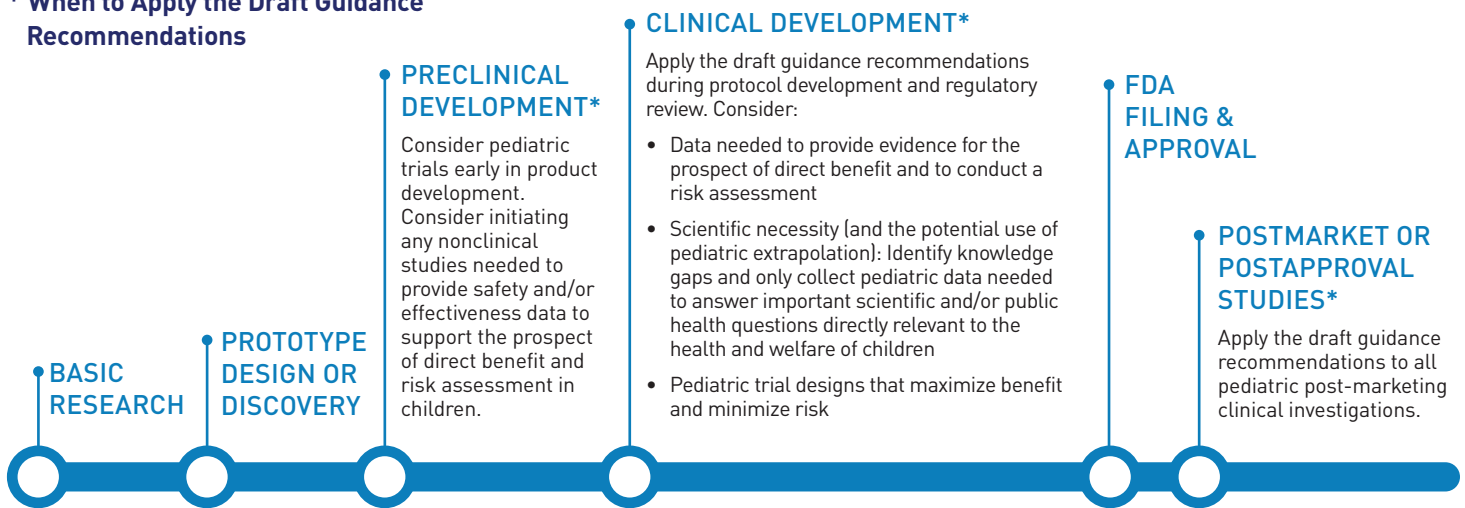 * When to Apply the Draft Guidance
Recommendations
BASIC
RESEARCH
PROTOTYPE
DESIGN OR
DISCOVERY
PRECLINICAL
DEVELOPMENT*
Consider pediatric
trials early in product
development.
Consider initiating
any nonclinical
studies needed to
provide safety and/or
effectiveness data to
support the prospect
of direct benefit and
risk assessment in
children.
CLINICAL DEVELOPMENT*
Apply the draft guidance recommendations
during protocol development and regulatory
review. Consider:
• Data needed to provide evidence for the
prospect of direct benefit and to conduct a
risk assessment
• Scientific necessity (and the potential use of
pediatric extrapolation): Identify knowledge
gaps and only collect pediatric data needed
to answer important scientific and/or public
health questions directly relevant to the
health and welfare of children
• Pediatric trial designs that maximize benefit
and minimize risk
FDA
FILING &
APPROVAL
POSTMARKET OR
POSTAPPROVAL
STUDIES*
Apply the draft guidance
recommendations to all
pediatric post-marketing
clinical investigations.